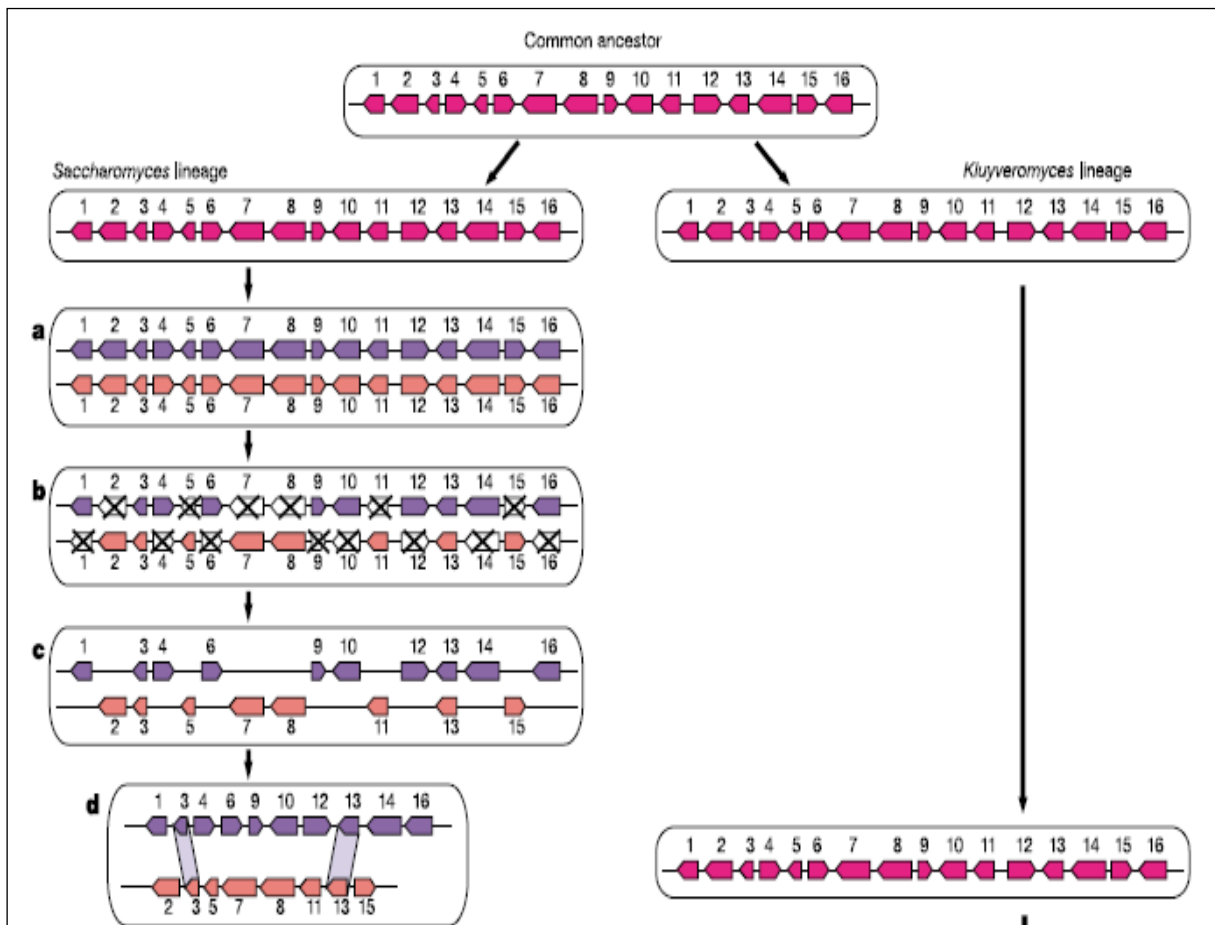 Common ancestor
1 2 3 4 5 6 7 8 9 10 11 12 13 14 15 16
Saccharomyces lineage
1 2 3 4 5 6 7 8 9 10 11 12 13 14 15 16
Kluyveromyces lineage
1 2 3 4 5 6 7 8 9 10 11 12 13 14 15 16
a
1 2 3 4 5 6 7 8 9 10 11 12 13 14 15 16
1 2 3 4 5 6 7 8 9 10 11 12 13 14 15 16
b
1 2 3 4 5 6 7 8 9 10 11 12 13 14 15 16
1 2 3 4 5 6 7 8 9 10 11 12 13 14 15 16
c
1 3 4 6 9 10 12 13 14 16
2 3 5 7 8 11 13 15
d
1 3 4 6 9 10 12 13 14 16
2 3 5 7 8 11 13 15
1 2 3 4 5 6 7 8 9 10 11 12 13 14 15 16